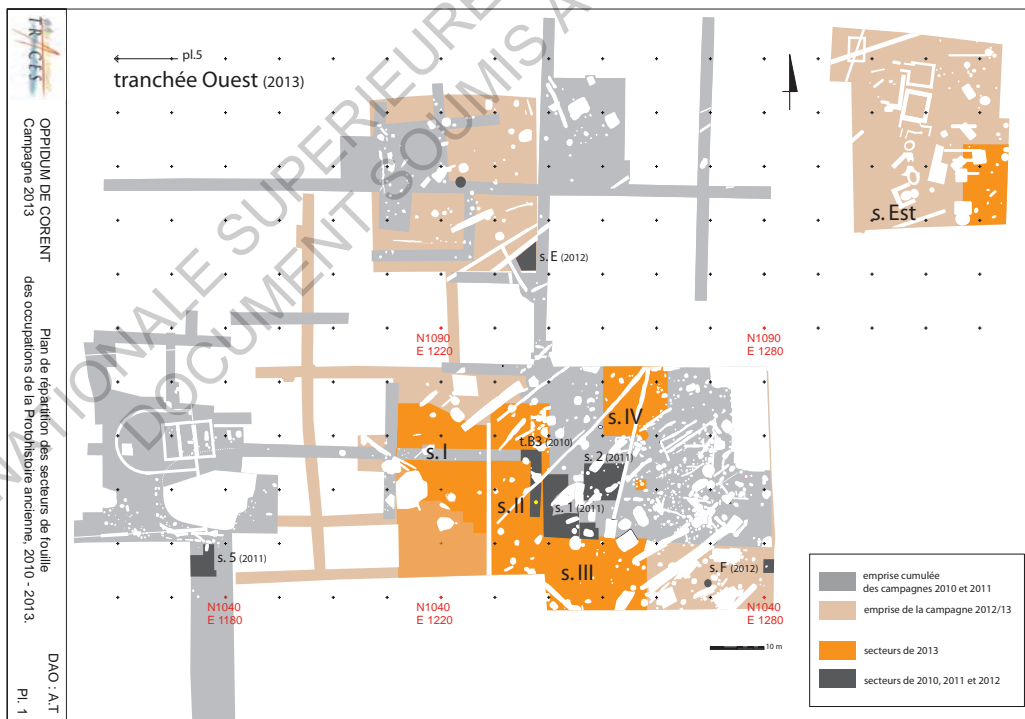 TRACES
OPPIDUM DE CORENT
Campagne 2013
Plan de répartition des secteurs de fouille
des occupations de la Protohistoire ancienne, 2010 - 2013.
DAO : A.T
Pl. 1
pl.5
tranchée Ouest (2013)
NATIONALE SUPERIEURE
DOCUMENT SOUMIS A
s. Est
s. E (2012)
N1090
E 1220
N1090
E 1280
s. IV
s. I
t.B3 (2010)
s. 2 (2011)
s. II
s. 1 (2011)
s. 5 (2011)
s. III
s. F (2012)
N1040
E 1180
N1040
E 1220
N1040
E 1280
10 m
emprise cumulée
des campagnes 2010 et 2011
emprise de la campagne 2012/13
secteurs de 2013
secteurs de 2010, 2011 et 2012